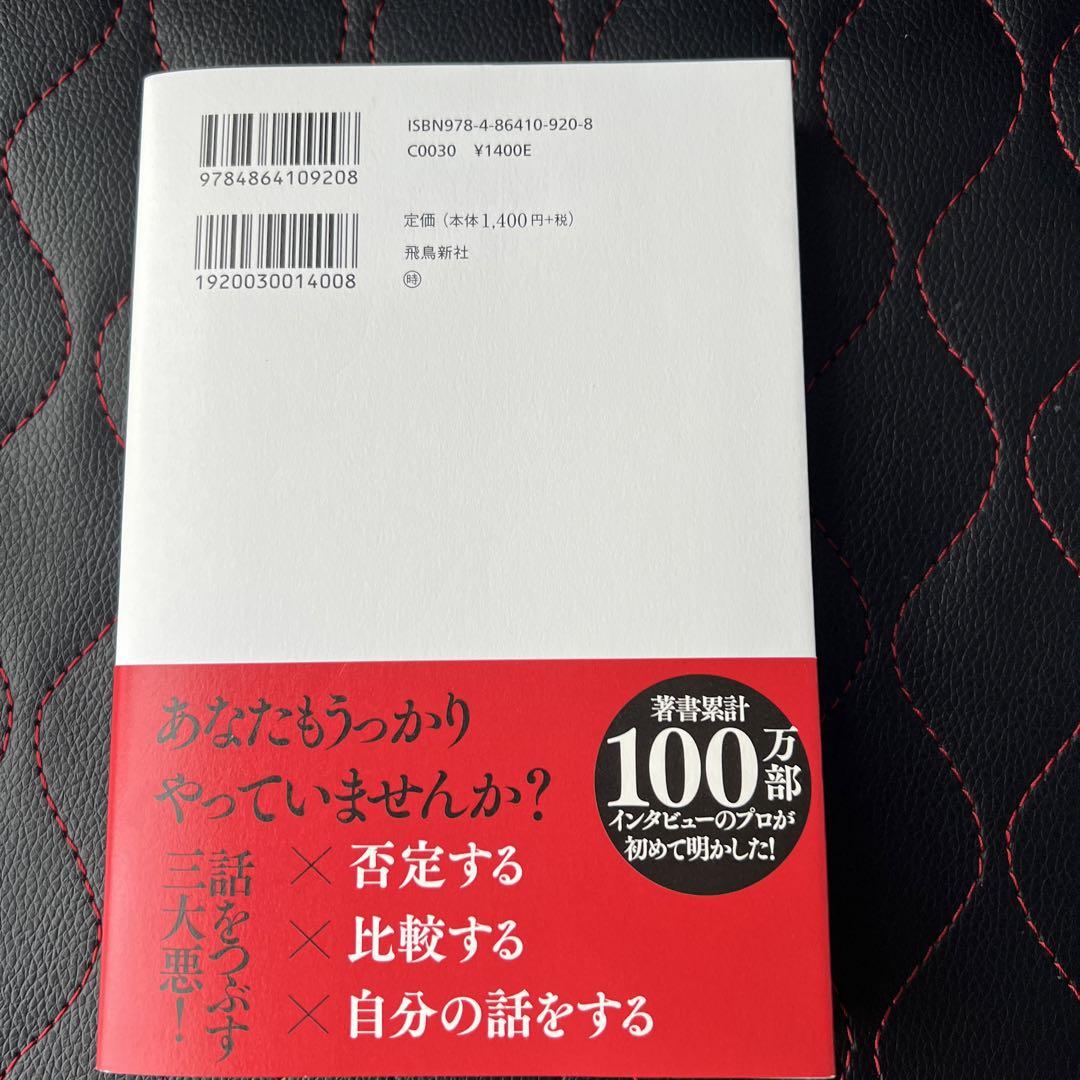 ISBN978-4-86410-920-8
C0030 ¥1400E
9784864109208
定価（本体1,400円+税）
飛鳥新社
時
1920030014008
あなたもうっかり
やっていませんか?
著書累計
100万部
インタビューのプロが
初めて明かした!
話をつぶす
三大悪!
×否定する
×比較する
×自分の話をする